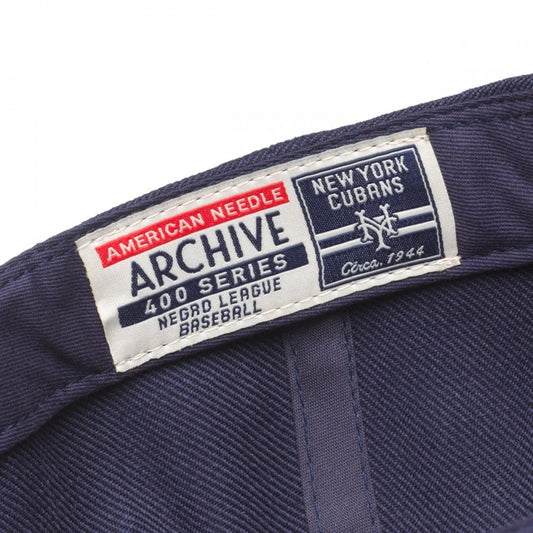 AMERICAN NEEDLE
ARCHIVE
400 SERIES
NEGRO LEAGUE
BASEBALL
NEW YORK
CUBANS
NY
Circa. 1944